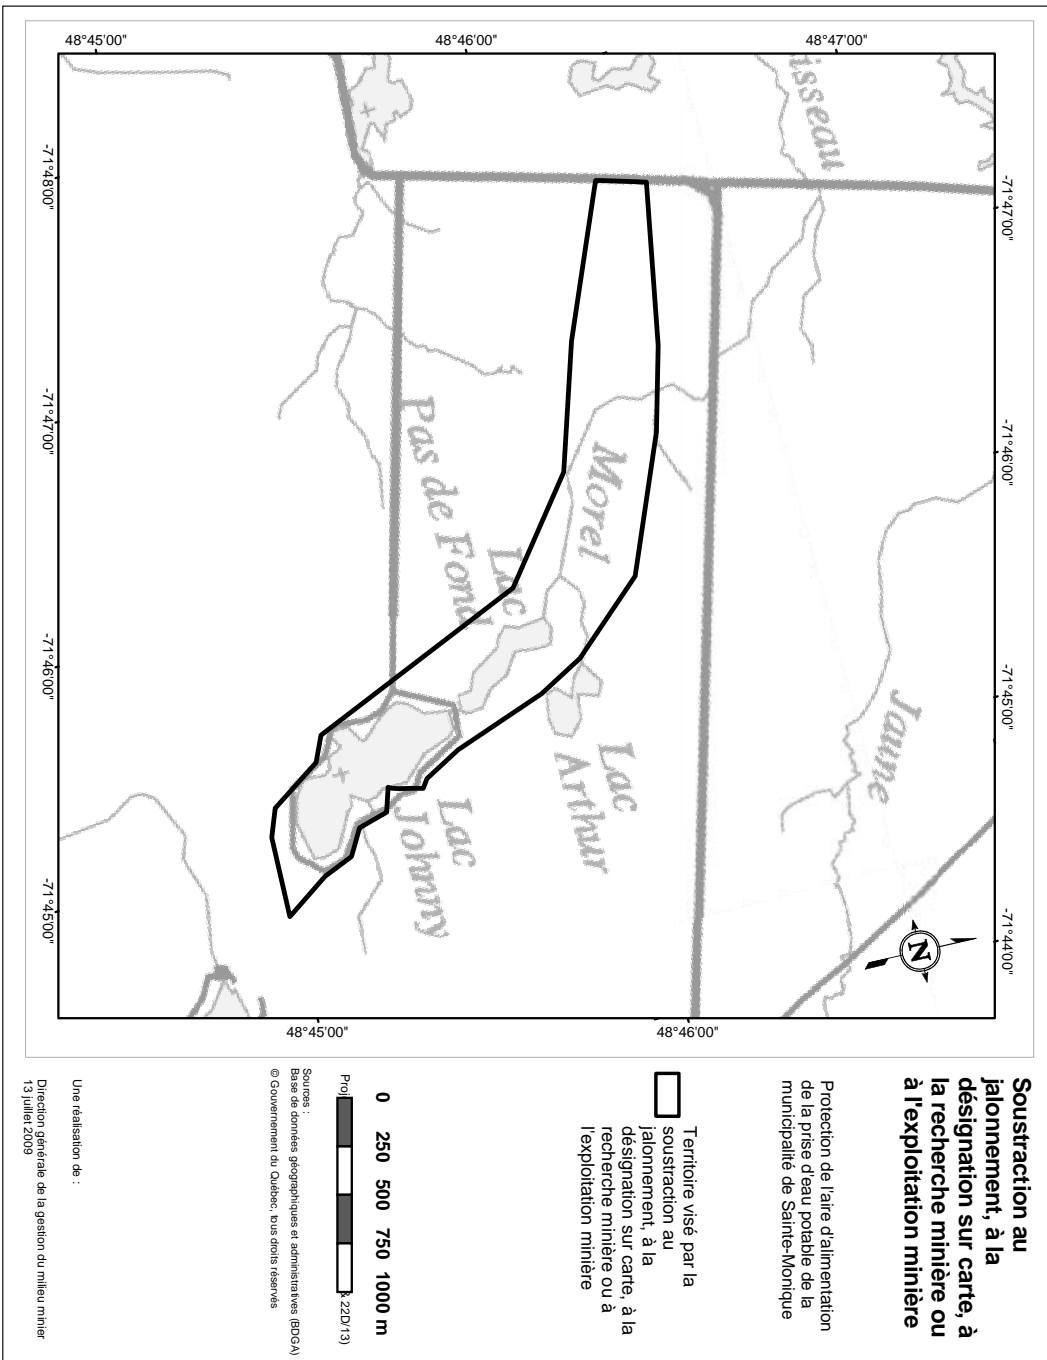 Soustraction au
jalonnement, à la
désignation sur carte, à
la recherche minière ou
à l'exploitation minière
Protection de l'aire d'alimentation
de la prise d'eau potable de la
municipalité de Sainte-Monique
Territoire visé par la
soustraction au
jalonnement, à la
désignation sur carte, à la
recherche minière ou à
l'exploitation minière
0 250 500 750 1000 m
22D/13)
Sources :
Base de données géographiques et administratives (BDGA)
© Gouvernement du Québec, tous droits réservés
Une réalisation de :
Direction générale de la gestion du milieu minier
13 juillet 2009
-71°47'00" -71°46'00" -71°45'00" -71°44'00"
48°47'00"
48°46'00"
48°45'00"
48°46'00"
48°45'00"
-71°48'00" -71°47'00" -71°46'00" -71°45'00"
isseau
Jaune
Morel
Lac
Arthur
Lac
Pas de Fond
Lac
Johnny
N